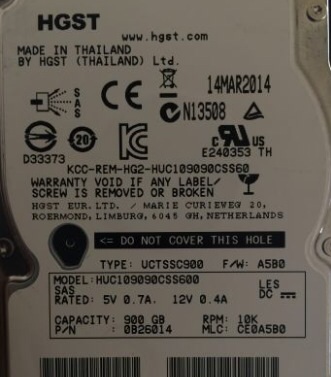 HGST
www.hgst.com
MADE IN THAILAND
BY HGST (THAILAND) Ltd.
14MAR2014
SAS
CE
N13508
20
D33373
c RU US
E240353 TH
KCC-REM-HG2-HUC109090CSS60
WARRANTY VOID IF ANY LABEL/
SCREW IS REMOVED OR BROKEN
HGST EUR.LTD. / MARIE CURIEWEG 20,
ROERMOND, LIMBURG, 6045 GH, NETHERLANDS
<= DO NOT COVER THIS HOLE
TYPE: UCTSSC900 F/W: A5B0
MODEL:HUC109090CSS600
SAS LES
RATED: 5V 0.7A. 12V 0.4A DC
CAPACITY: 900 GB RPM: 10K
P/N : 0B26014 MLC: CE0A5B0